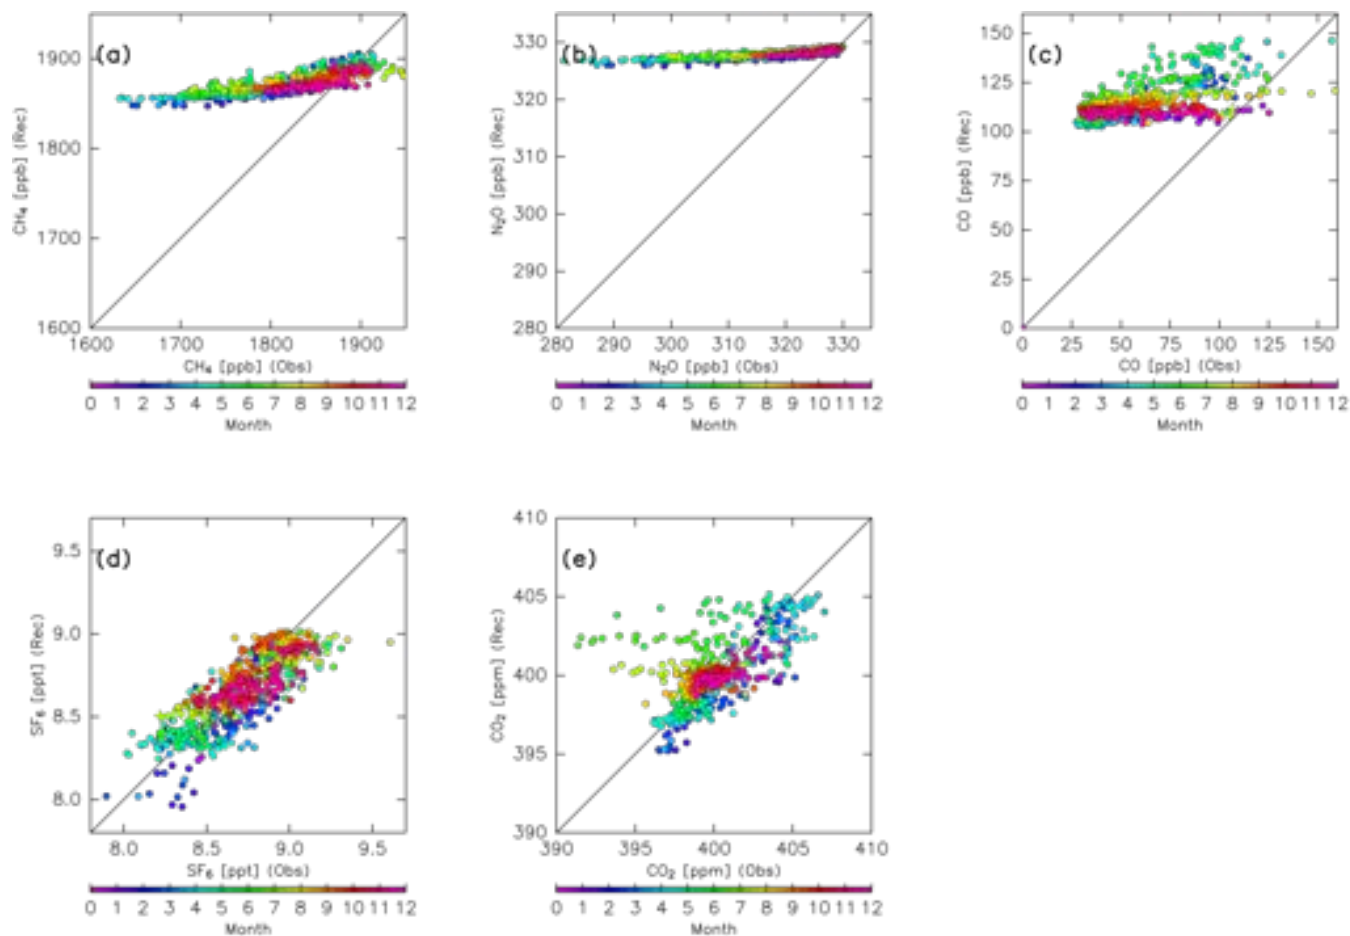 (a)
CH₄ [ppb] (Rec)
1900
1800
1700
1600
1600 1700 1800 1900
CH₄ [ppb] (Obs)
0 1 2 3 4 5 6 7 8 9 10 11 12
Month
(b)
N₂O [ppb] (Rec)
330
320
310
300
290
280
280 290 300 310 320 330
N₂O [ppb] (Obs)
0 1 2 3 4 5 6 7 8 9 10 11 12
Month
(c)
CO [ppb] (Rec)
150
125
100
75
50
25
0
0 25 50 75 100 125 150
CO [ppb] (Obs)
0 1 2 3 4 5 6 7 8 9 10 11 12
Month
(d)
SF₆ [ppt] (Rec)
9.5
9.0
8.5
8.0
8.0 8.5 9.0 9.5
SF₆ [ppt] (Obs)
0 1 2 3 4 5 6 7 8 9 10 11 12
Month
(e)
CO₂ [ppm] (Rec)
410
405
400
395
390
390 395 400 405 410
CO₂ [ppm] (Obs)
0 1 2 3 4 5 6 7 8 9 10 11 12
Month